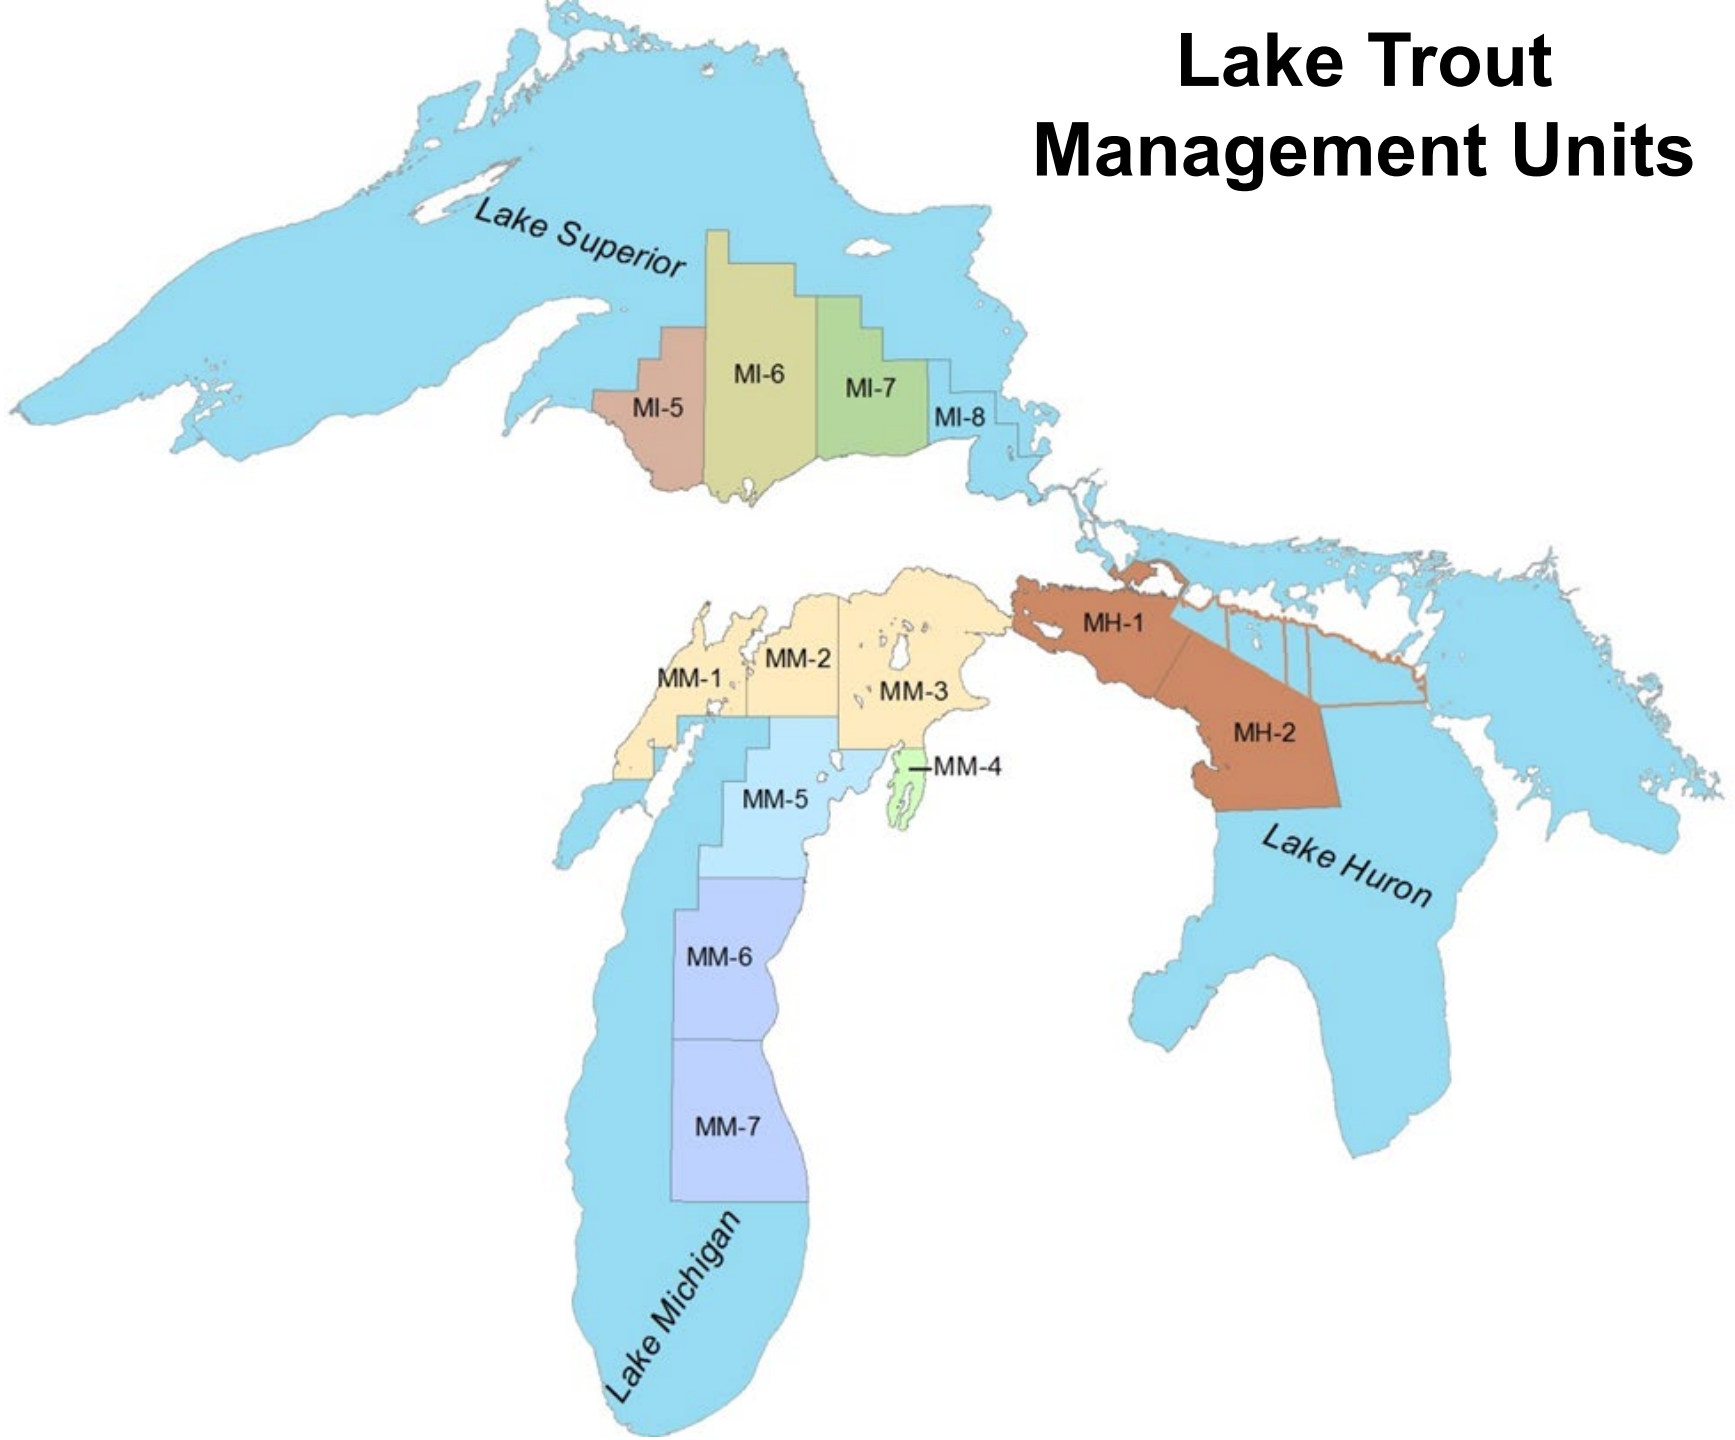 Lake Trout
Management Units
Lake Superior
MI-5
MI-6
MI-7
MI-8
MM-1
MM-2
MM-3
MM-4
MM-5
MM-6
MM-7
Lake Michigan
MH-1
MH-2
Lake Huron